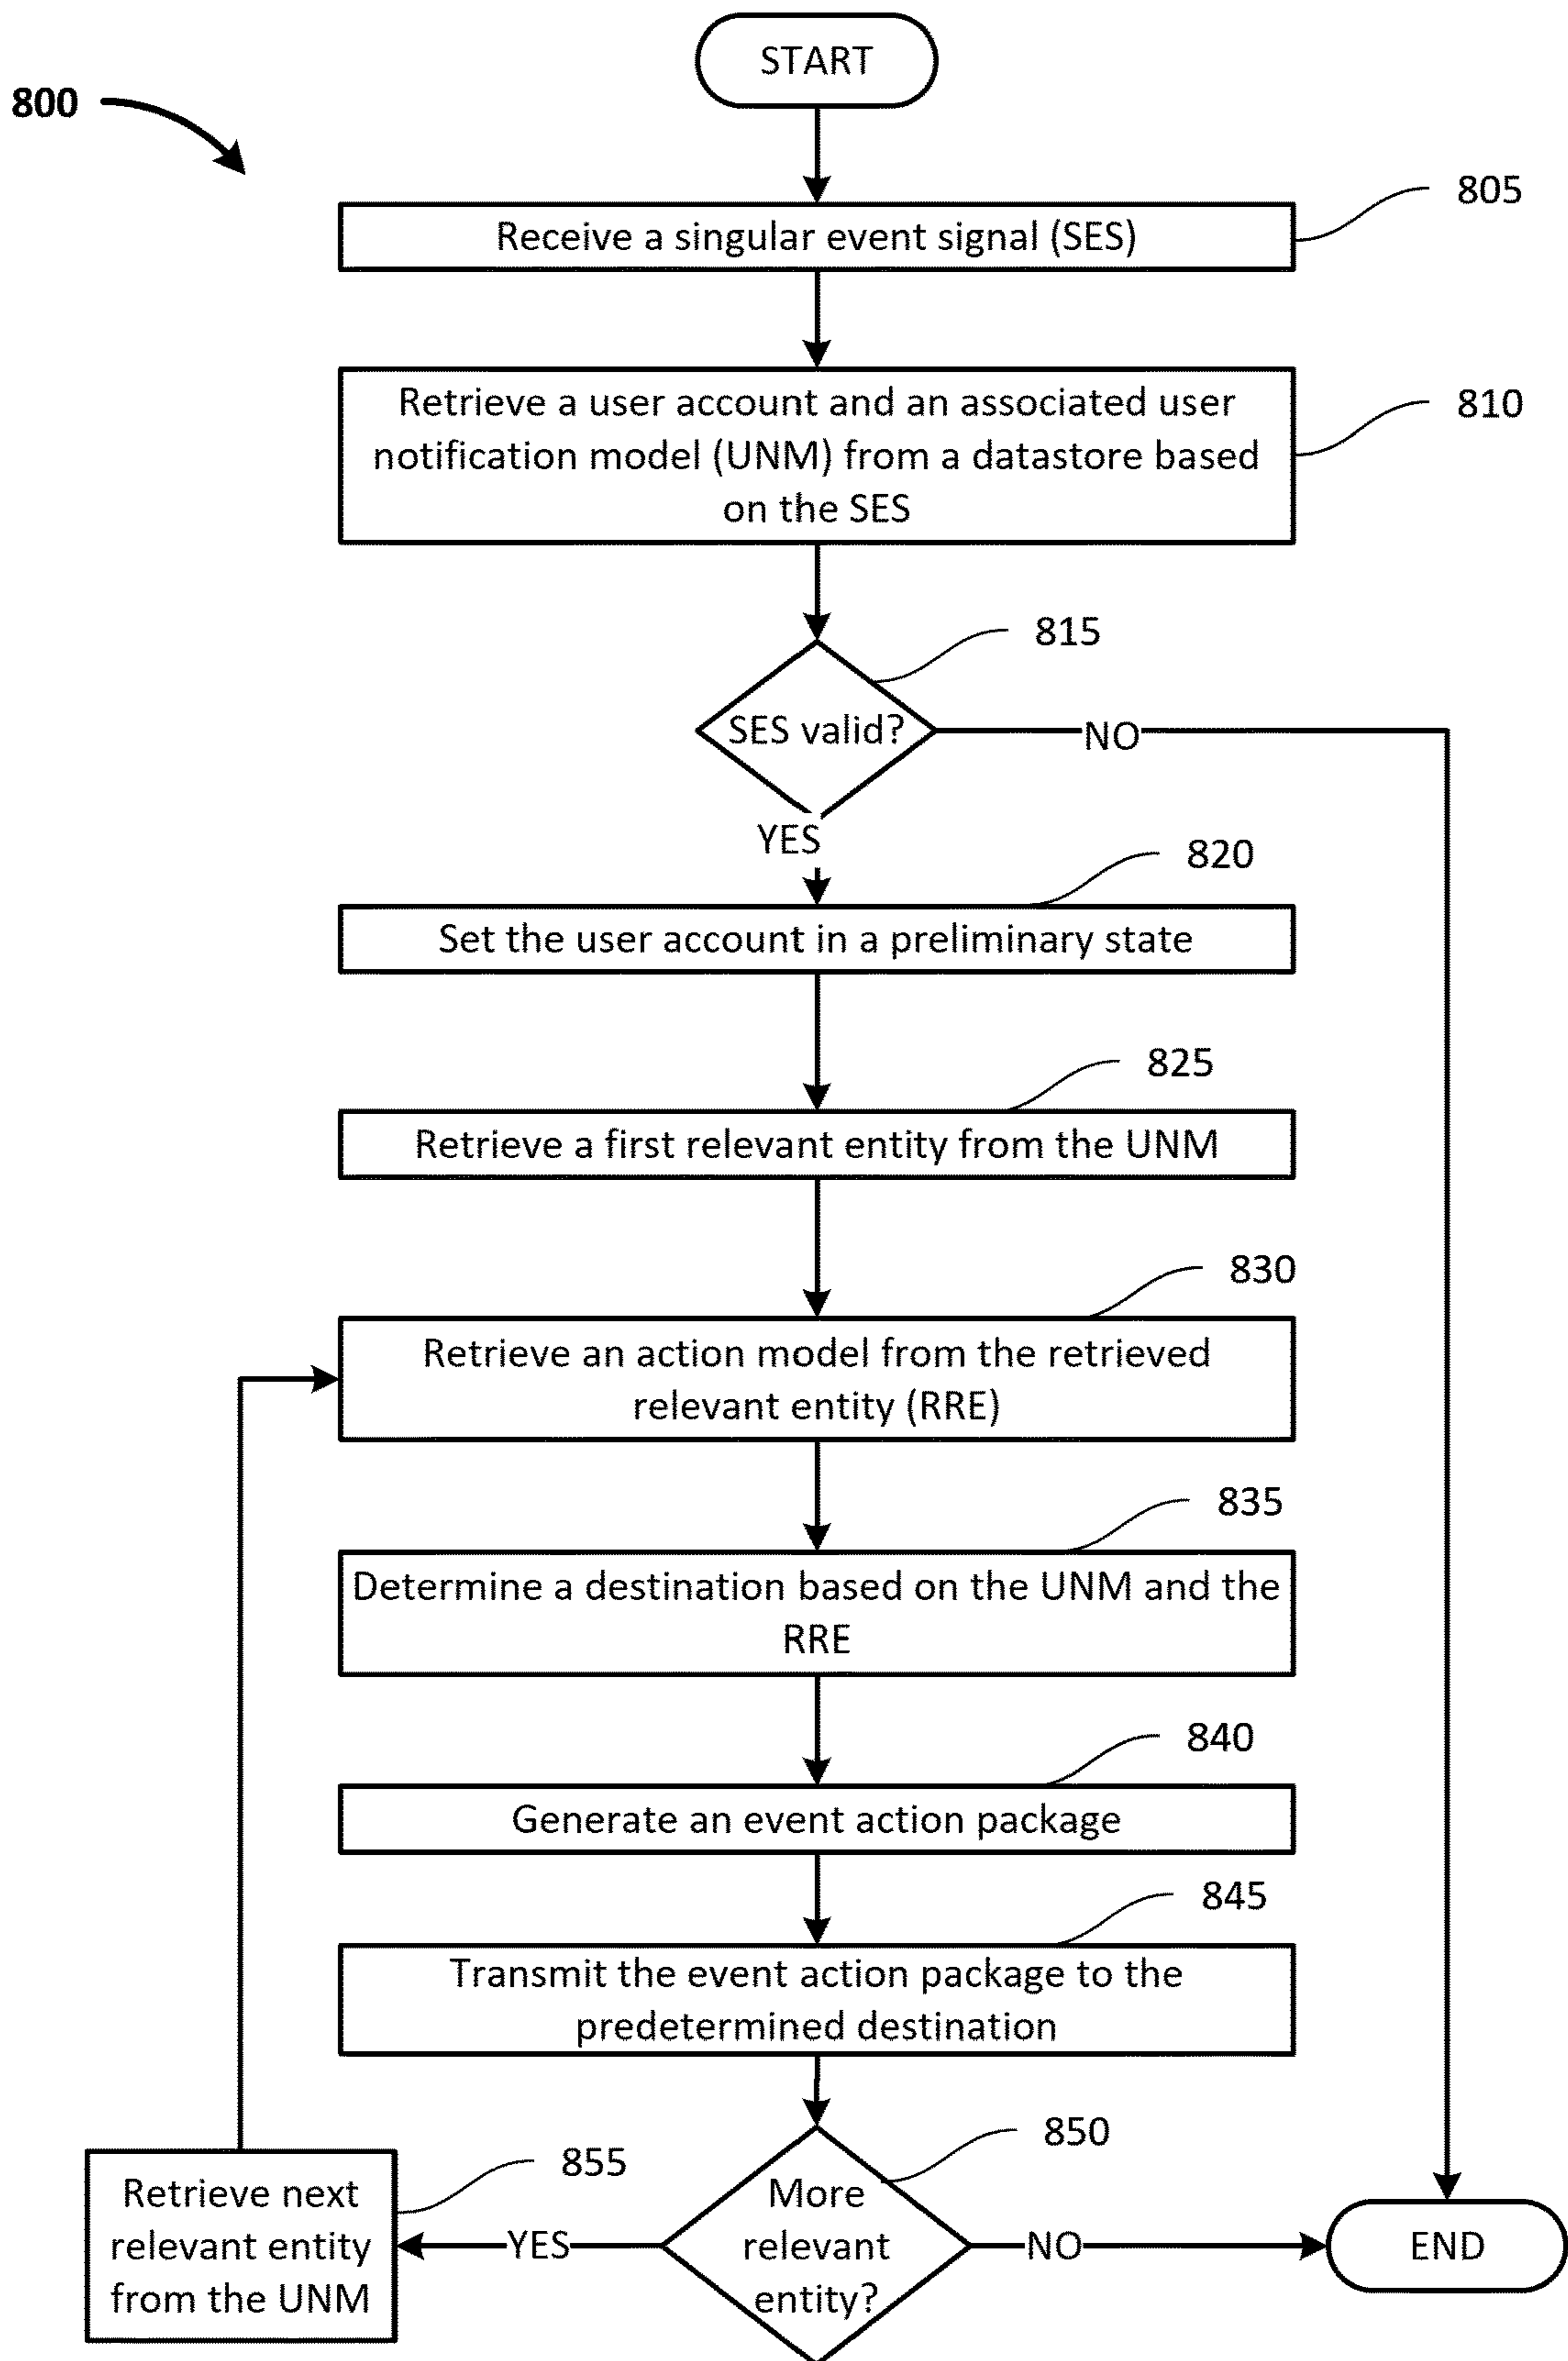 START
800
805
Receive a singular event signal (SES)
810
Retrieve a user account and an associated user
notification model (UNM) from a datastore based
on the SES
815
SES valid?
NO
YES
820
Set the user account in a preliminary state
825
Retrieve a first relevant entity from the UNM
830
Retrieve an action model from the retrieved
relevant entity (RRE)
835
Determine a destination based on the UNM and the
RRE
840
Generate an event action package
845
Transmit the event action package to the
predetermined destination
850
More
relevant
entity?
855
Retrieve next
relevant entity
from the UNM
YES
NO
END